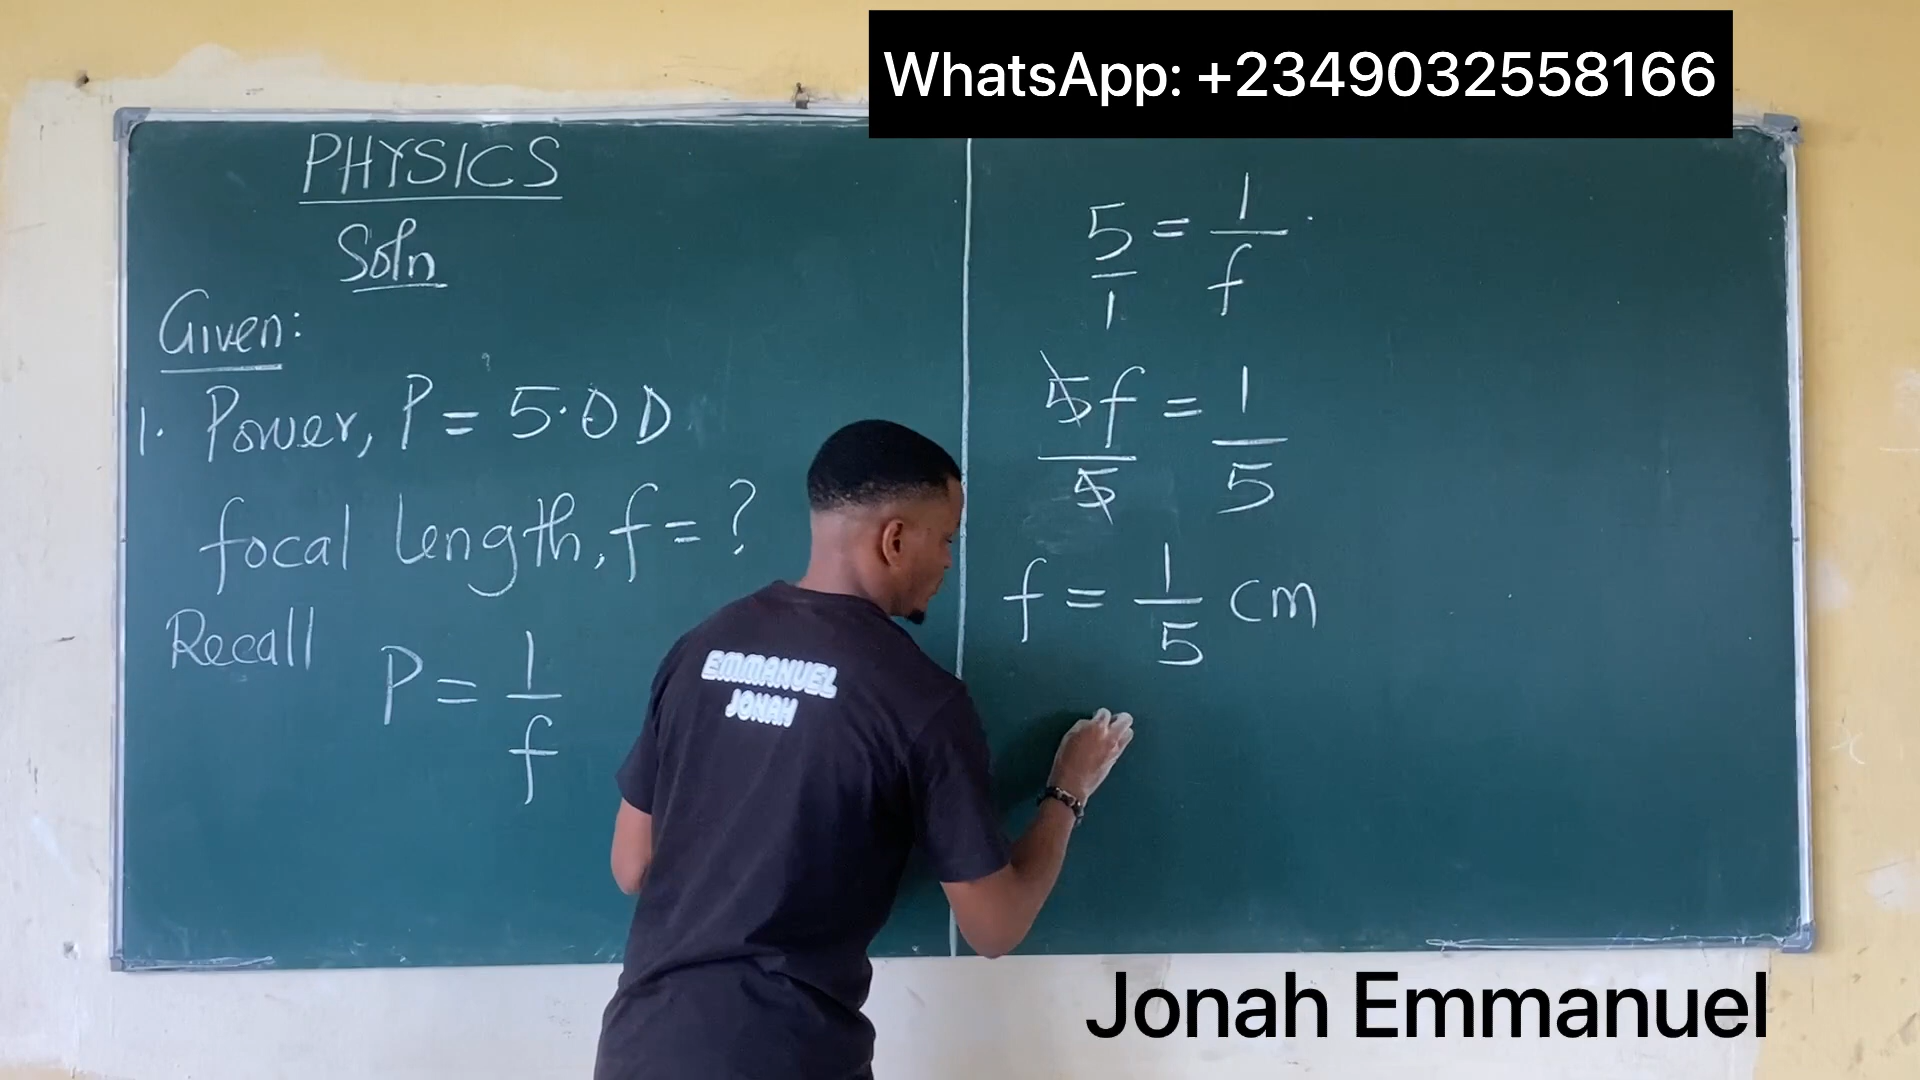 WhatsApp: +2349032558166
PHYSICS
Soln
Given:
1. Power, P = 5.0 D
focal length, f = ?
Recall
P = 1/f
5/1 = 1/f
5f/5 = 1/5
f = 1/5 cm
EMMANUEL
JONAH
Jonah Emmanuel